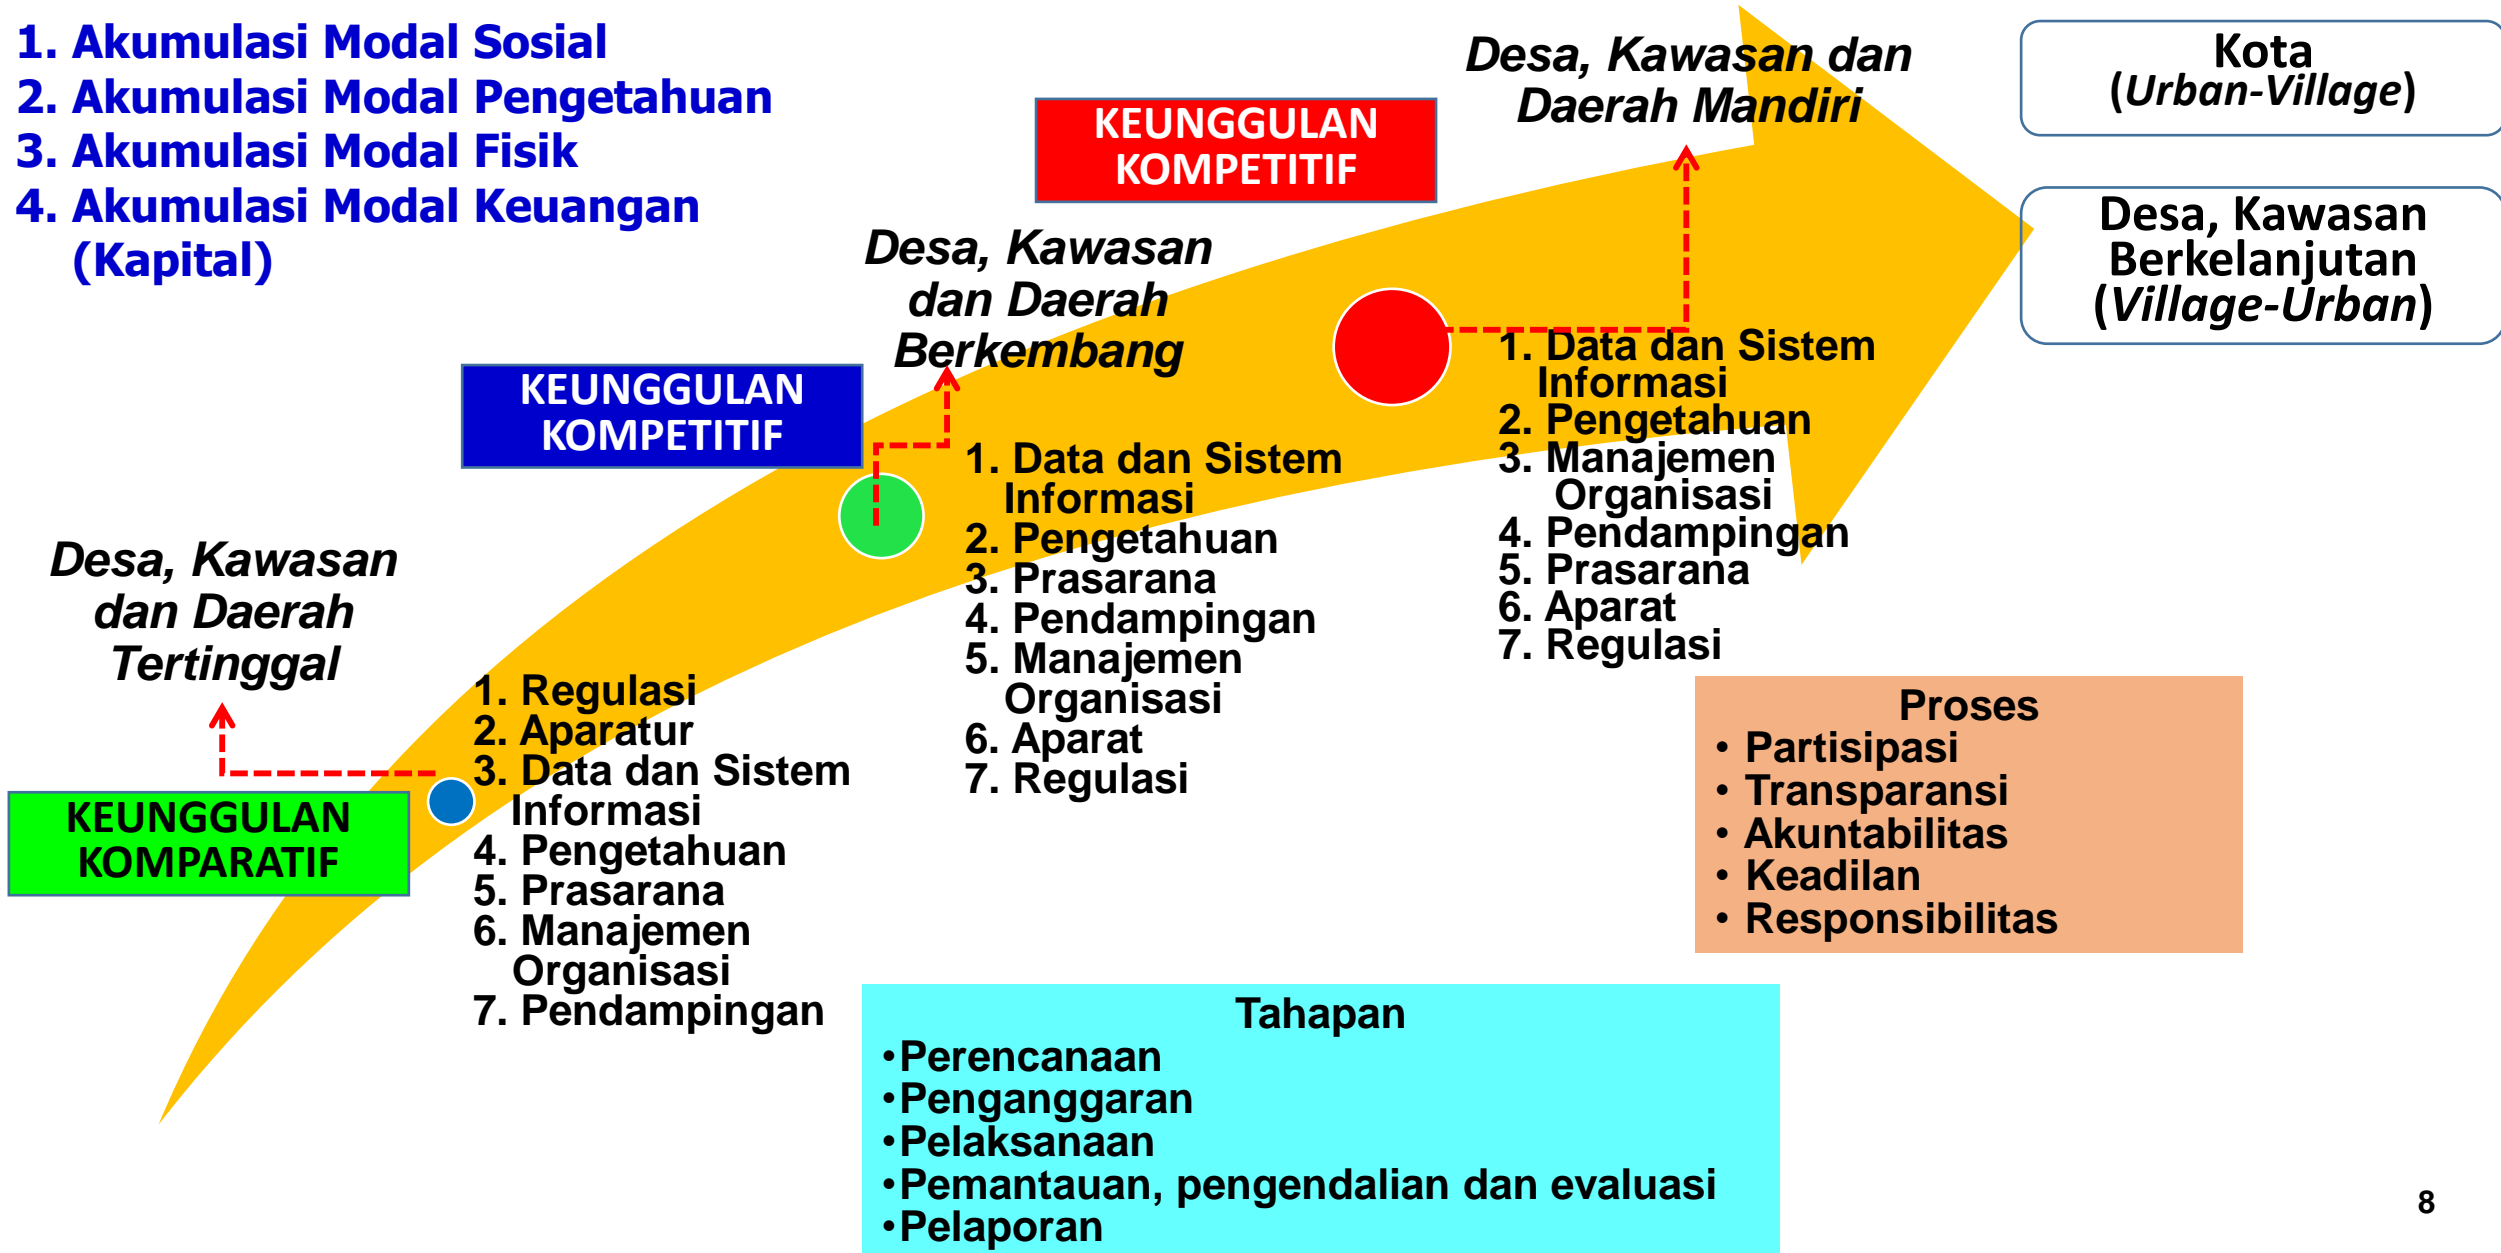 1. Akumulasi Modal Sosial
2. Akumulasi Modal Pengetahuan
3. Akumulasi Modal Fisik
4. Akumulasi Modal Keuangan
(Kapital)
Desa, Kawasan dan
Daerah Mandiri
Kota
(Urban-Village)
KEUNGGULAN
KOMPETITIF
Desa, Kawasan
Berkelanjutan
(Village-Urban)
Desa, Kawasan
dan Daerah
Berkembang
KEUNGGULAN
KOMPETITIF
1. Data dan Sistem
Informasi
2. Pengetahuan
3. Manajemen
Organisasi
4. Pendampingan
5. Prasarana
6. Aparat
7. Regulasi
1. Data dan Sistem
Informasi
2. Pengetahuan
3. Prasarana
4. Pendampingan
5. Manajemen
Organisasi
6. Aparat
7. Regulasi
Desa, Kawasan
dan Daerah
Tertinggal
KEUNGGULAN
KOMPARATIF
1. Regulasi
2. Aparatur
3. Data dan Sistem
Informasi
4. Pengetahuan
5. Prasarana
6. Manajemen
Organisasi
7. Pendampingan
Proses
• Partisipasi
• Transparansi
• Akuntabilitas
• Keadilan
• Responsibilitas
Tahapan
•Perencanaan
•Penganggaran
•Pelaksanaan
•Pemantauan, pengendalian dan evaluasi
•Pelaporan
8